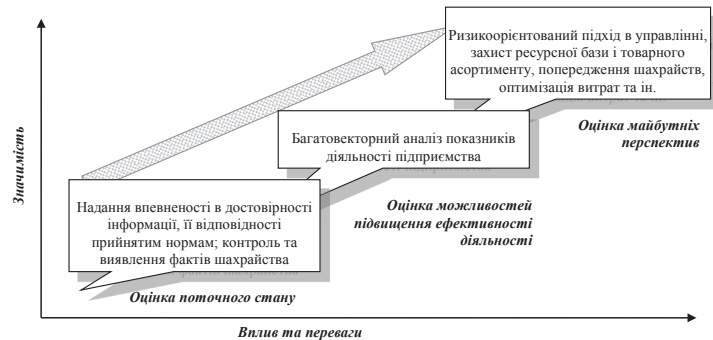 Ризикоорієнтований підхід в управлінні,
захист ресурсної бази і товарного
асортименту, попередження шахрайств,
оптимізація витрат та ін.
Оцінка майбутніх
перспектив
Багатовекторний аналіз показників
діяльності підприємства
Оцінка можливостей
підвищення ефективності
діяльності
Надання впевненості в достовірності
інформації, її відповідності
прийнятим нормам; контроль та
виявлення фактів шахрайства
Оцінка поточного стану
Значимість
Вплив та переваги